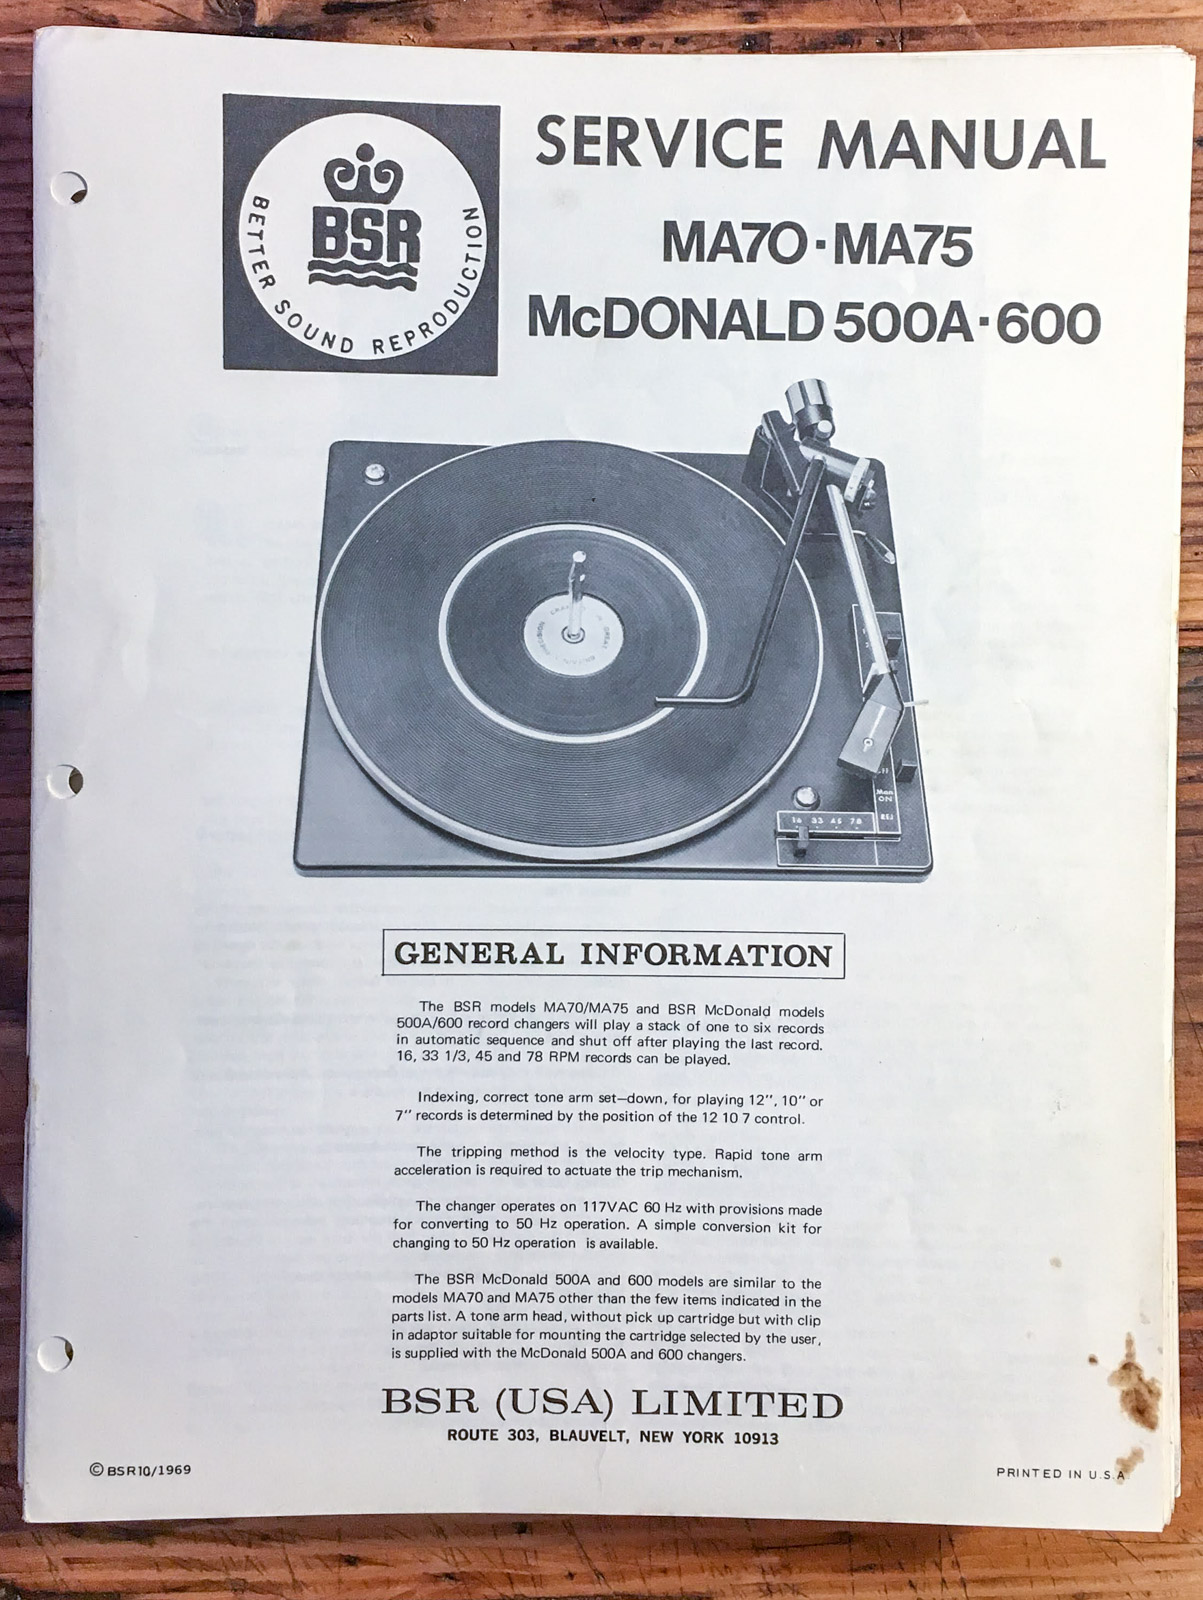 BSR
BETTER SOUND REPRODUCTION
SERVICE MANUAL
MA70·MA75
McDONALD 500A·600
Man
ON
REJ
16 33 45 78
GENERAL INFORMATION
The BSR models MA70/MA75 and BSR McDonald models
500A/600 record changers will play a stack of one to six records
in automatic sequence and shut off after playing the last record.
16, 33 1/3, 45 and 78 RPM records can be played.
Indexing, correct tone arm set—down, for playing 12″, 10″ or
7″ records is determined by the position of the 12 10 7 control.
The tripping method is the velocity type. Rapid tone arm
acceleration is required to actuate the trip mechanism.
The changer operates on 117VAC 60 Hz with provisions made
for converting to 50 Hz operation. A simple conversion kit for
changing to 50 Hz operation is available.
The BSR McDonald 500A and 600 models are similar to the
models MA70 and MA75 other than the few items indicated in the
parts list. A tone arm head, without pick up cartridge but with clip
in adaptor suitable for mounting the cartridge selected by the user,
is supplied with the McDonald 500A and 600 changers.
BSR (USA) LIMITED
ROUTE 303, BLAUVELT, NEW YORK 10913
© BSR10/1969
PRINTED IN U.S.A